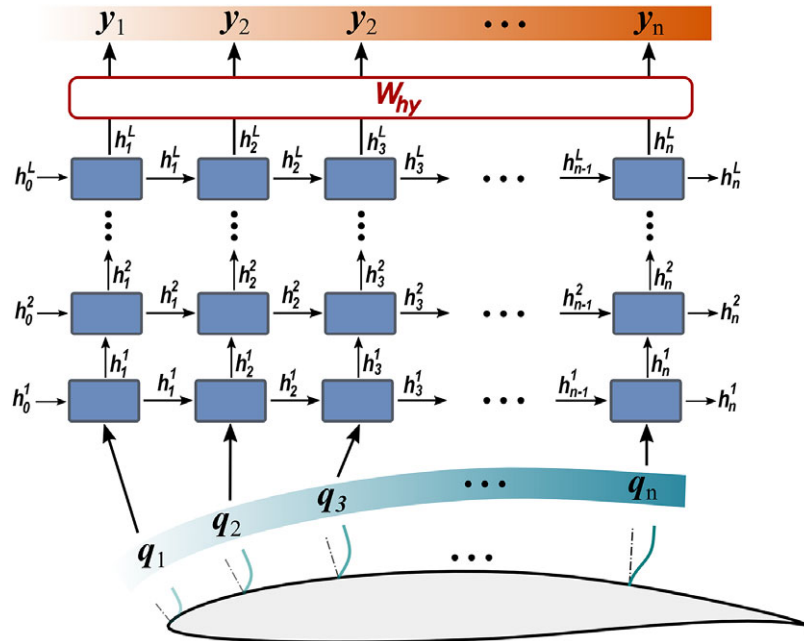 y₁ y₂ y₂ ••• yₙ
W_hy
h₁ᴸ h₂ᴸ h₃ᴸ hₙᴸ
h₀ᴸ h₁ᴸ h₂ᴸ h₃ᴸ ••• hₙ₋₁ᴸ hₙᴸ
h₁² h₂² h₃² hₙ²
h₀² h₁² h₂² h₃² ••• hₙ₋₁² hₙ²
h₁¹ h₂¹ h₃¹ hₙ¹
h₀¹ h₁¹ h₂¹ h₃¹ ••• hₙ₋₁¹ hₙ¹
q₁ q₂ q₃ ••• qₙ
•••